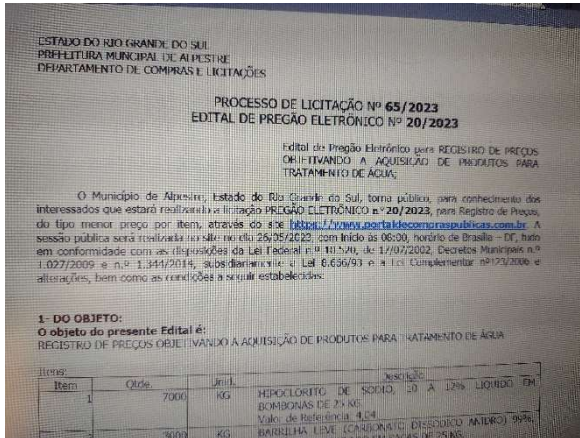 ESTADO DO RIO GRANDE DO SUL
PREFEITURA MUNCIPAL DE ALPESTRE
DEPARTAMENTO DE COMPRAS E LICITAÇÕES
PROCESSO DE LICITAÇÃO Nº 65/2023
EDITAL DE PREGÃO ELETRÔNICO Nº 20/2023
Edital de Pregão Eletrônico para REGISTRO DE PREÇOS
OBJETIVANDO A AQUISIÇÃO DE PRODUTOS PARA
TRATAMENTO DE ÁGUA;
O Município de Alpestre, Estado do Rio Grande do Sul, torna público, para conhecimento dos
interessados que estará realizando a licitação PREGÃO ELETRÔNICO nº 20/2023, para Registro de Preços,
do tipo menor preço por item, através do site https://www.portaldecompraspublicas.com.br. A
sessão pública será realizada no site no dia 26/05/2023, com início às 08:00, horário de Brasília - DF, tudo
em conformidade com as disposições da Lei Federal nº 10.520, de 17/07/2002, Decretos Municipais n.º
1.027/2009 e n.º 1.344/2014, subsidiariamente a Lei 8.666/93 e a Lei Complementar nº123/2006 e
alterações, bem como as condições a seguir estabelecidas:
1- DO OBJETO:
O objeto do presente Edital é:
REGISTRO DE PREÇOS OBJETIVANDO A AQUISIÇÃO DE PRODUTOS PARA TRATAMENTO DE ÁGUA
Itens:
Item Qtde. Unid. Descrição
1 7000 KG HIPOCLORITO DE SODIO, 10 A 12% LIQUIDO EM
BOMBONAS DE 25 KG
Valor de Referência: 4,04
3000 KG BARRILHA LEVE (CARBONATO DISSODICO ANIDRO) 99%,
DE 25KG